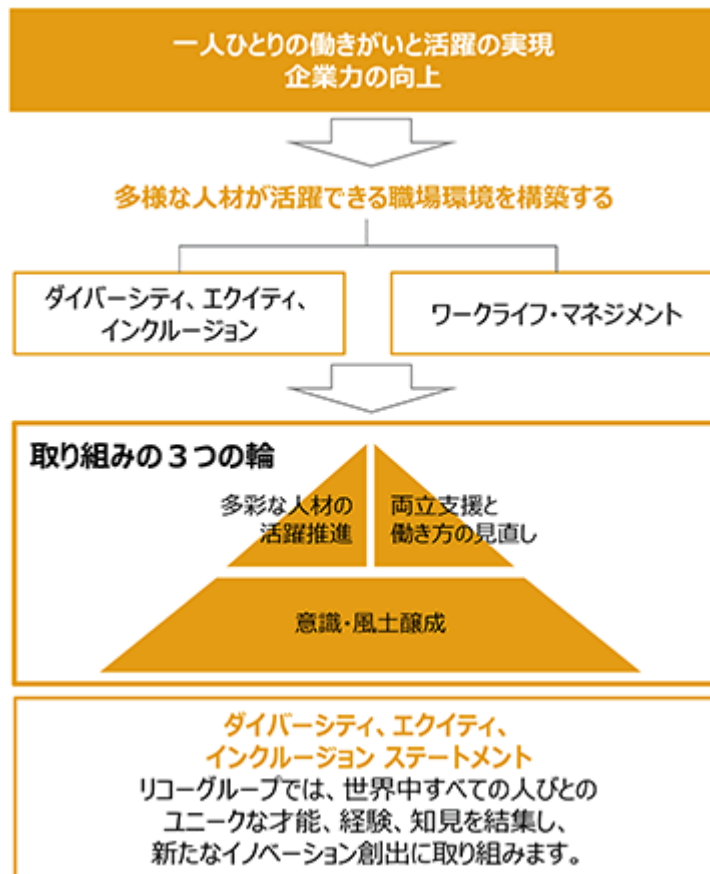 一人ひとりの働きがいと活躍の実現
企業力の向上
多様な人材が活躍できる職場環境を構築する
ダイバーシティ、エクイティ、
インクルージョン
ワークライフ・マネジメント
取り組みの３つの輪
多彩な人材の
活躍推進
両立支援と
働き方の見直し
意識・風土醸成
ダイバーシティ、エクイティ、
インクルージョン ステートメント
リコーグループでは、世界中すべての人びとの
ユニークな才能、経験、知見を結集し、
新たなイノベーション創出に取り組みます。